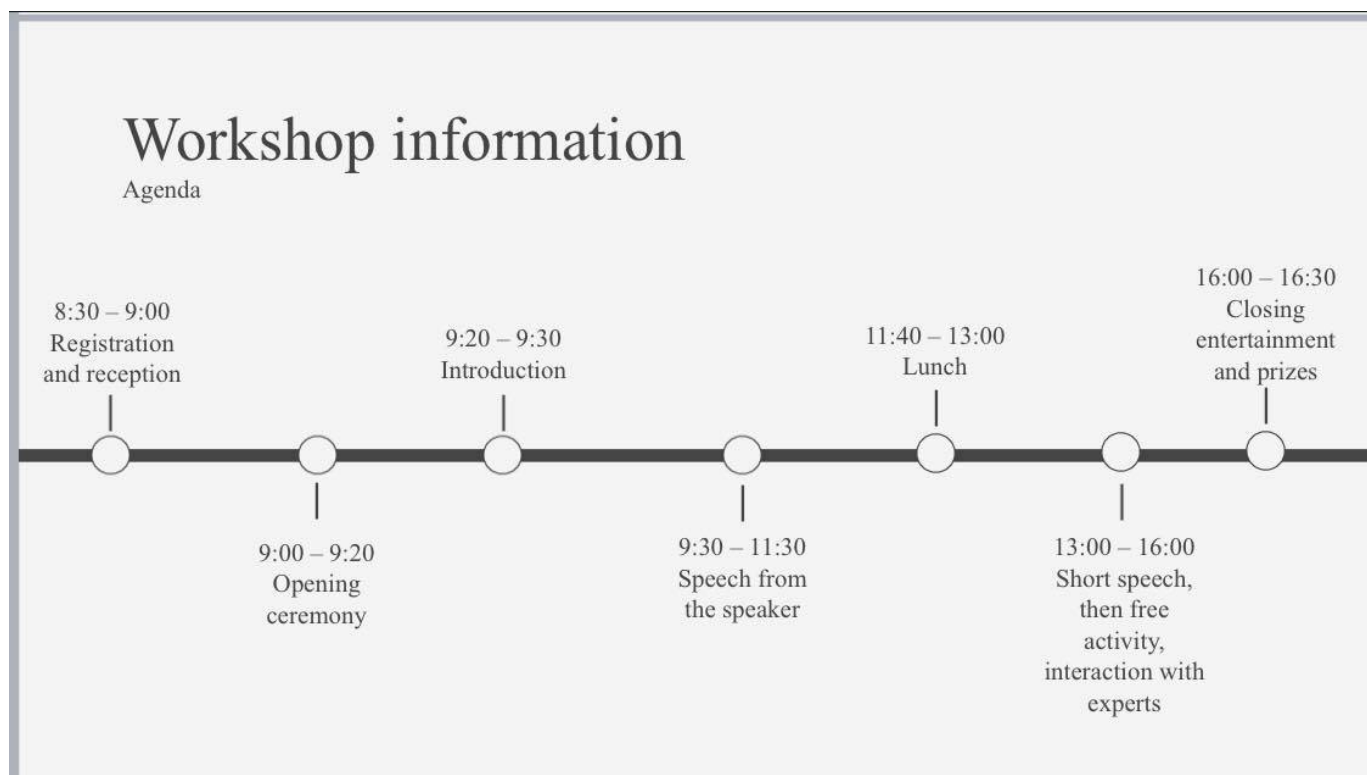 Workshop information
Agenda
8:30 – 9:00
Registration
and reception
9:00 – 9:20
Opening
ceremony
9:20 – 9:30
Introduction
9:30 – 11:30
Speech from
the speaker
11:40 – 13:00
Lunch
13:00 – 16:00
Short speech,
then free
activity,
interaction with
experts
16:00 – 16:30
Closing
entertainment
and prizes